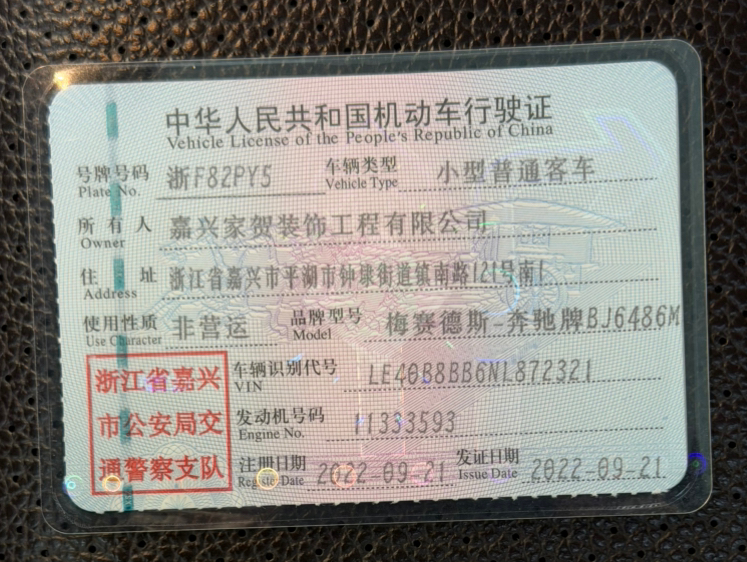 中华人民共和国机动车行驶证
Vehicle License of the People's Republic of China
号牌号码 浙F82PY5 车辆类型 小型普通客车
Plate No. Vehicle Type
所有人 嘉兴家贺装饰工程有限公司
Owner
住址 浙江省嘉兴市平湖市钟埭街道镇南路121号南1
Address
使用性质 非营运 品牌型号 梅赛德斯-奔驰牌BJ6486M
Use Character Model
浙江省嘉兴
市公安局交
通警察支队
车辆识别代号 LE40B8BB6NL872321
VIN
发动机号码 11333593
Engine No.
注册日期 2022-09-21 发证日期 2022-09-21
Register Date Issue Date